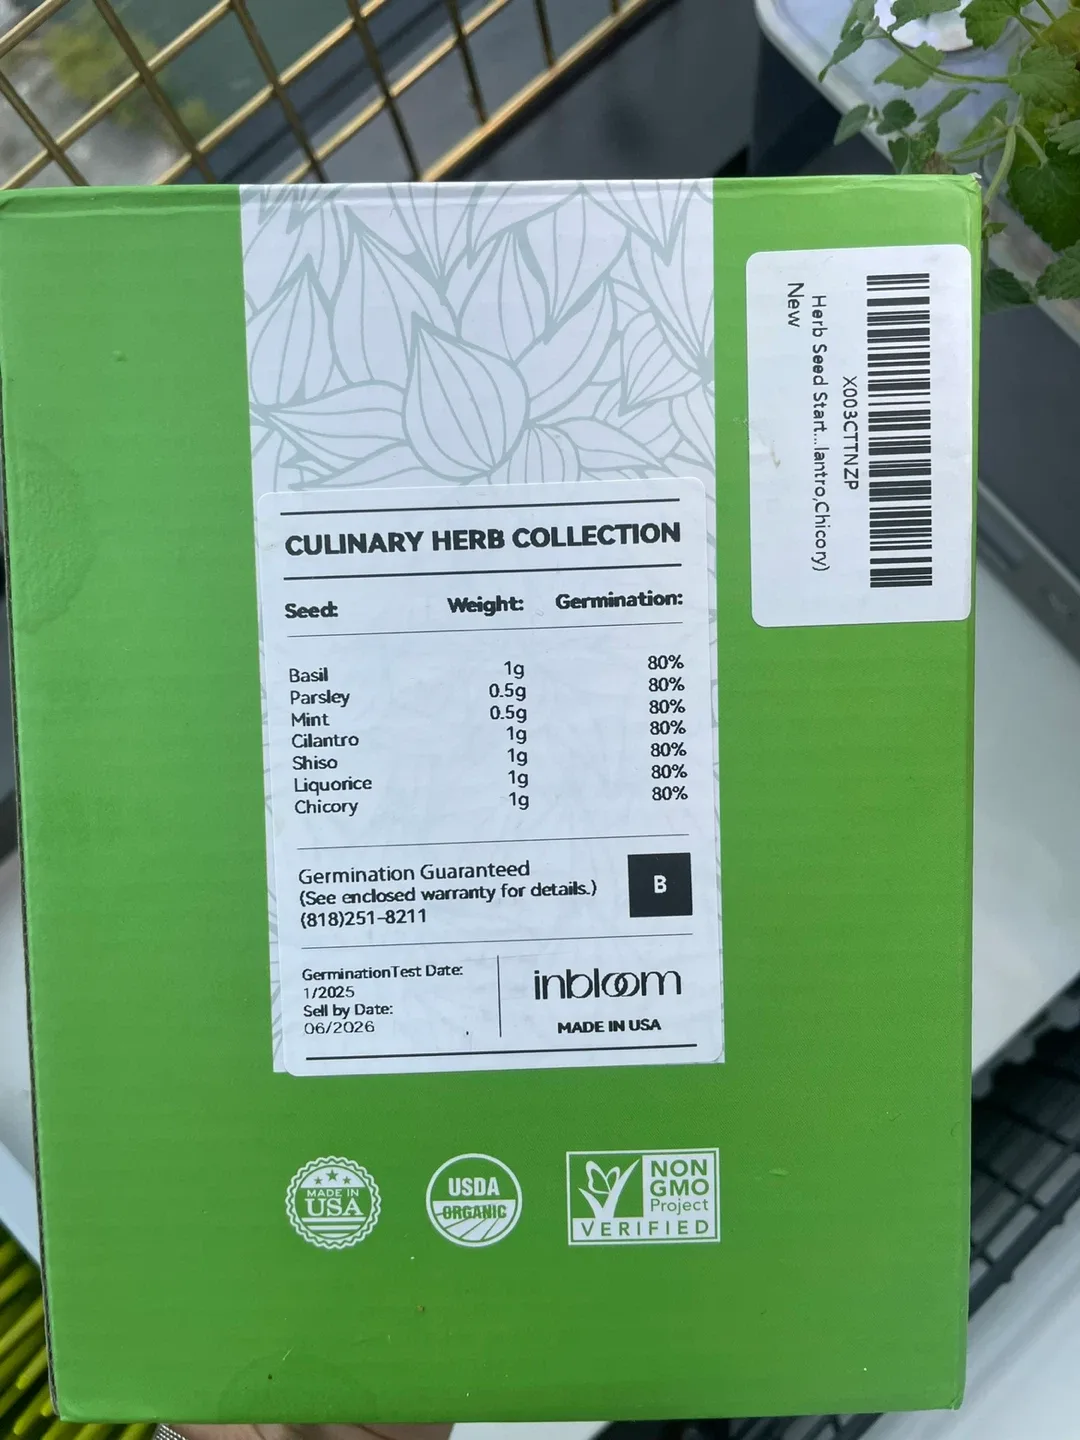 CULINARY HERB COLLECTION
Seed: Weight: Germination:
Basil 1g 80%
Parsley 0.5g 80%
Mint 0.5g 80%
Cilantro 1g 80%
Shiso 1g 80%
Liquorice 1g 80%
Chicory 1g 80%
Germination Guaranteed
(See enclosed warranty for details.)
(818)251-8211
B
GerminationTest Date:
1/2025
Sell by Date:
06/2026
inbloom
MADE IN USA
X003CTTNZP
Herb Seed Start...lantro,Chicory)
New
MADE IN
USA
USDA
ORGANIC
NON
GMO
Project
VERIFIED